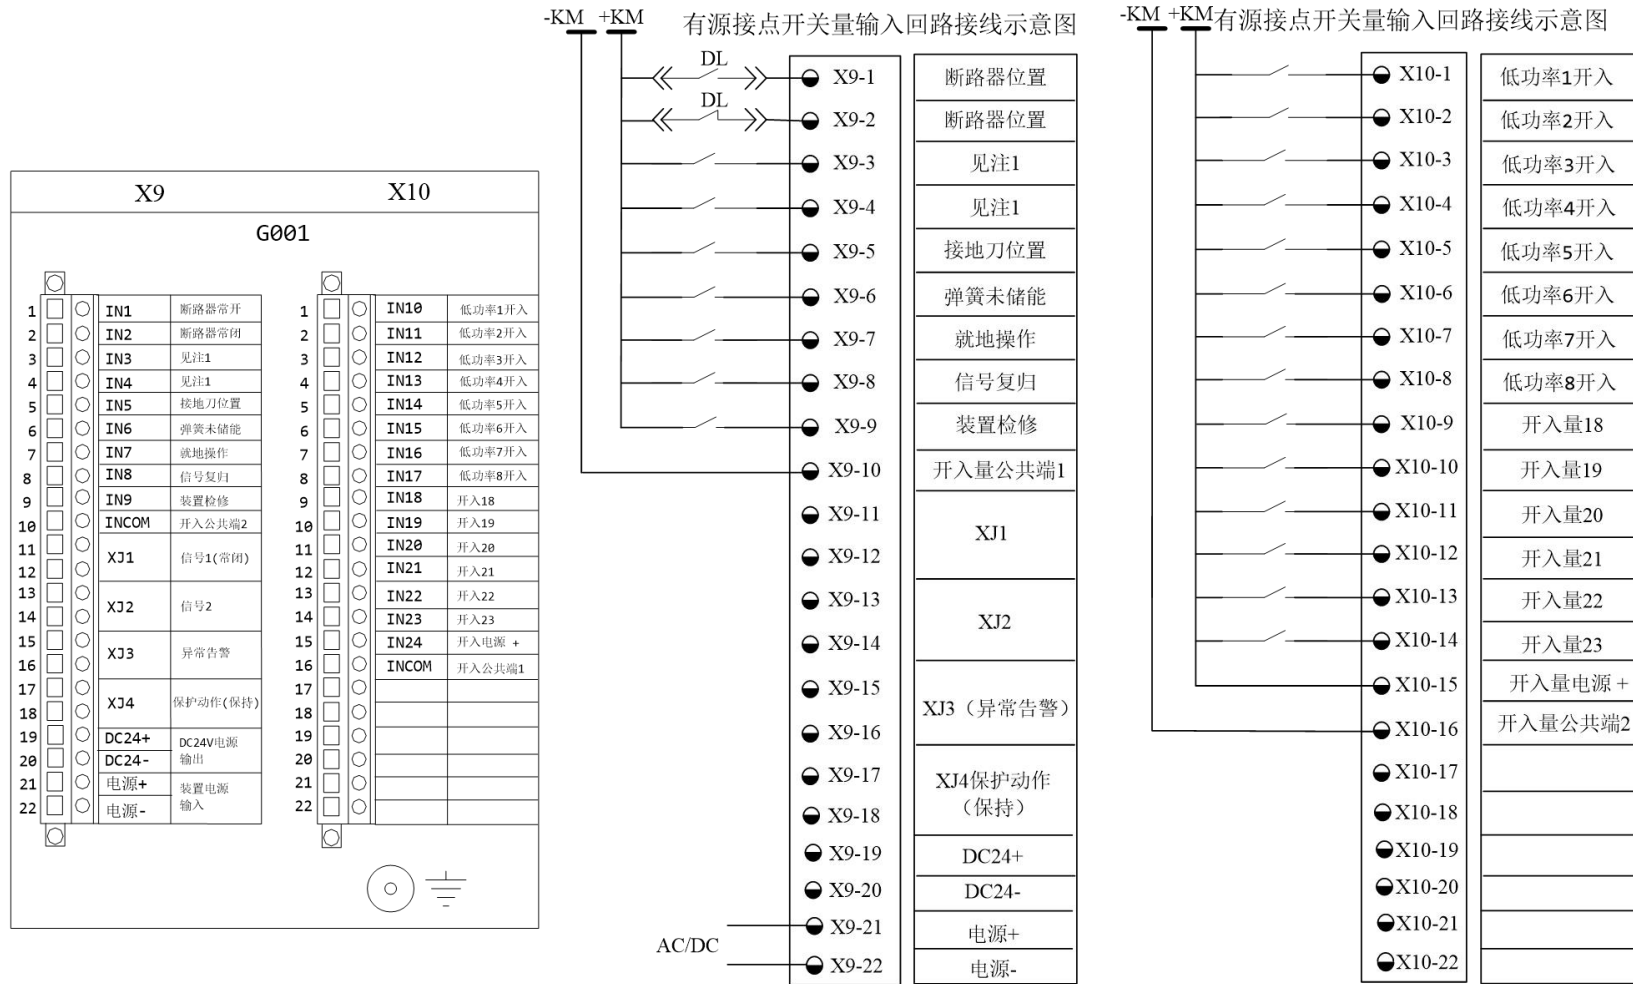 X9 X10
G001
1 IN1 断路器常开
2 IN2 断路器常闭
3 IN3 见注1
4 IN4 见注1
5 IN5 接地刀位置
6 IN6 弹簧未储能
7 IN7 就地操作
8 IN8 信号复归
9 IN9 装置检修
10 INCOM 开入公共端2
11
12
XJ1 信号1(常闭)
13
14
XJ2 信号2
15
16
XJ3 异常告警
17
18
XJ4 保护动作(保持)
19 DC24+
20 DC24-
DC24V电源
输出
21 电源+
22 电源-
装置电源
输入
1 IN10 低功率1开入
2 IN11 低功率2开入
3 IN12 低功率3开入
4 IN13 低功率4开入
5 IN14 低功率5开入
6 IN15 低功率6开入
7 IN16 低功率7开入
8 IN17 低功率8开入
9 IN18 开入18
10 IN19 开入19
11 IN20 开入20
12 IN21 开入21
13 IN22 开入22
14 IN23 开入23
15 IN24 开入电源 +
16 INCOM 开入公共端1
17
18
19
20
21
22
-KM +KM 有源接点开关量输入回路接线示意图
DL X9-1 断路器位置
DL X9-2 断路器位置
X9-3 见注1
X9-4 见注1
X9-5 接地刀位置
X9-6 弹簧未储能
X9-7 就地操作
X9-8 信号复归
X9-9 装置检修
X9-10 开入量公共端1
X9-11
X9-12
XJ1
X9-13
X9-14
XJ2
X9-15
X9-16
XJ3（异常告警）
X9-17
X9-18
XJ4保护动作
（保持）
X9-19 DC24+
X9-20 DC24-
AC/DC
X9-21 电源+
X9-22 电源-
-KM +KM 有源接点开关量输入回路接线示意图
X10-1 低功率1开入
X10-2 低功率2开入
X10-3 低功率3开入
X10-4 低功率4开入
X10-5 低功率5开入
X10-6 低功率6开入
X10-7 低功率7开入
X10-8 低功率8开入
X10-9 开入量18
X10-10 开入量19
X10-11 开入量20
X10-12 开入量21
X10-13 开入量22
X10-14 开入量23
X10-15 开入量电源 +
X10-16 开入量公共端2
X10-17
X10-18
X10-19
X10-20
X10-21
X10-22